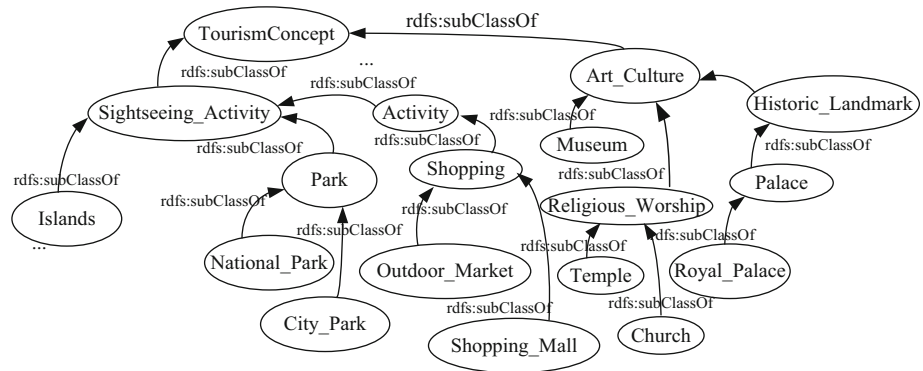 rdfs:subClassOf
TourismConcept
...
rdfs:subClassOf
Art_Culture
rdfs:subClassOf
Sightseeing_Activity
Activity
rdfs:subClassOf
Historic_Landmark
rdfs:subClassOf
rdfs:subClassOf
Museum
rdfs:subClassOf
rdfs:subClassOf
Shopping
rdfs:subClassOf
Park
rdfs:subClassOf
Palace
Islands
rdfs:subClassOf
Religious_Worship
...
rdfs:subClassOf
rdfs:subClassOf
rdfs:subClassOf
National_Park
Outdoor_Market
Temple
Royal_Palace
rdfs:subClassOf
rdfs:subClassOf
rdfs:subClassOf
City_Park
Shopping_Mall
Church